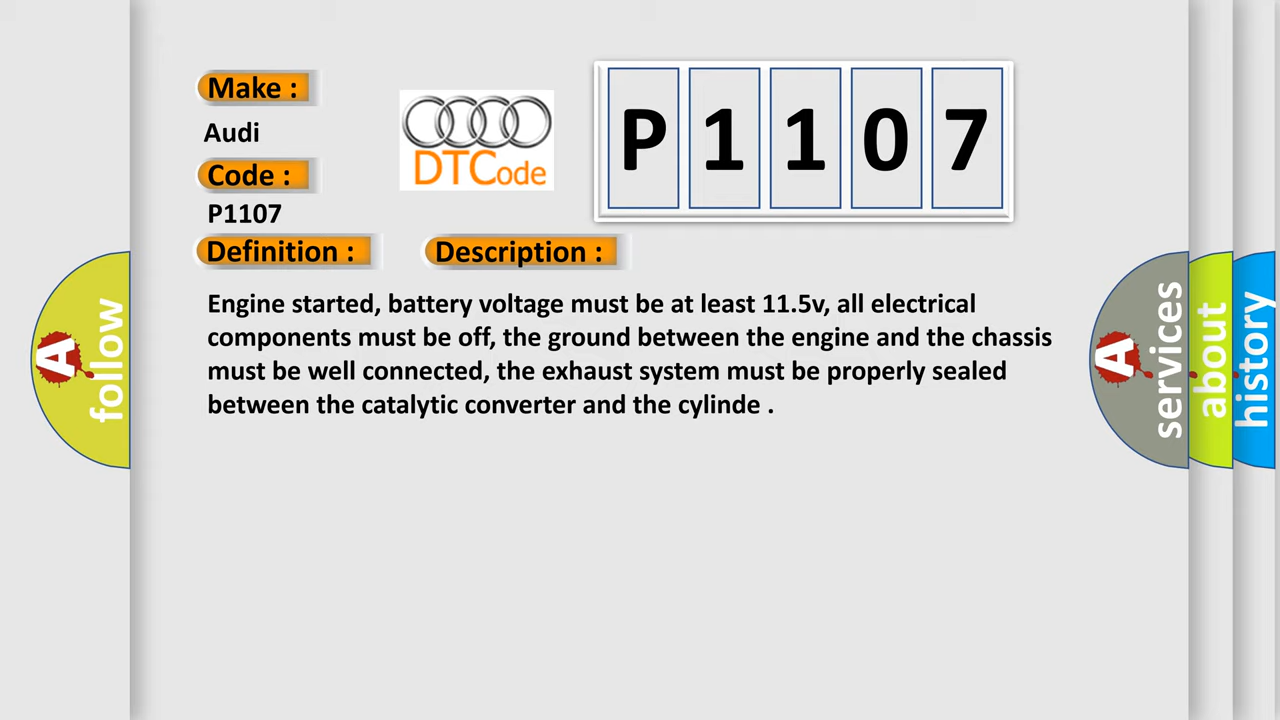 Make :
Audi
Code :
P1107
Definition :
Description :
DTCode
P 1 1 0 7
Engine started, battery voltage must be at least 11.5v, all electrical
components must be off, the ground between the engine and the chassis
must be well connected, the exhaust system must be properly sealed
between the catalytic converter and the cylinde .
A follow
A services
about
history